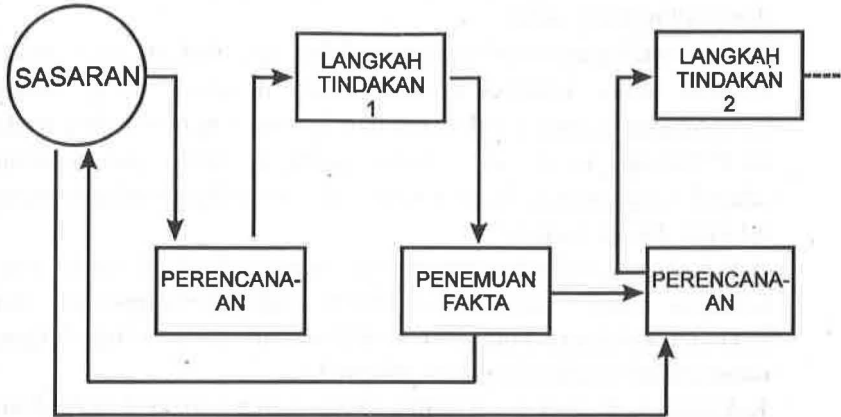 SASARAN
LANGKAH
TINDAKAN
1
LANGKAH
TINDAKAN
2
PERENCANA-
AN
PENEMUAN
FAKTA
PERENCANA-
AN